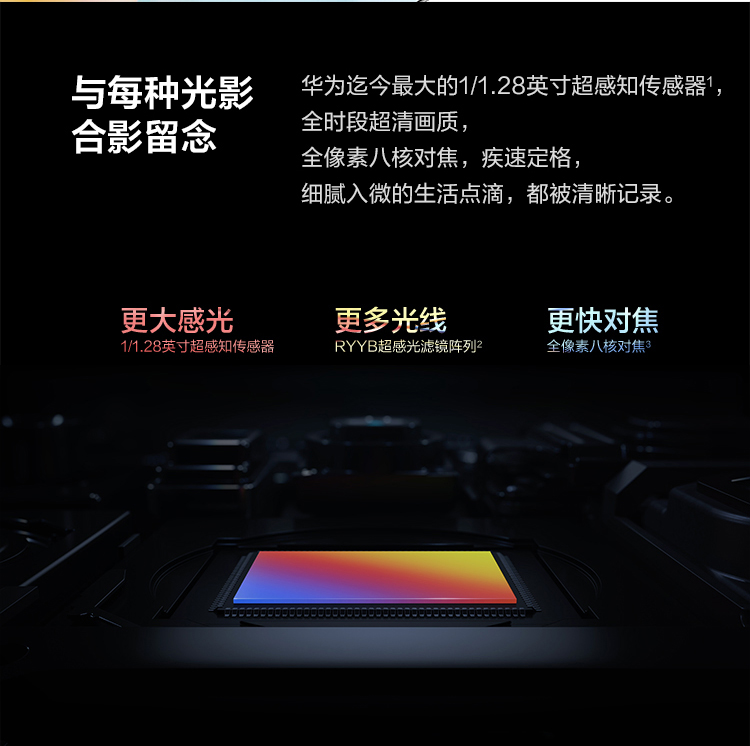 与每种光影
合影留念
华为迄今最大的1/1.28英寸超感知传感器¹，
全时段超清画质，
全像素八核对焦，疾速定格，
细腻入微的生活点滴，都被清晰记录。
更大感光
1/1.28英寸超感知传感器
更多光线
RYYB超感光滤镜阵列²
更快对焦
全像素八核对焦³